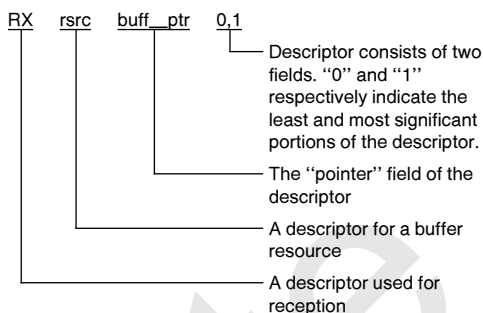 RX rsrc buff__ptr 0,1
Descriptor consists of two
fields. ‘‘0’’ and ‘‘1’’
respectively indicate the
least and most significant
portions of the descriptor.
The ‘‘pointer’’ field of the
descriptor
A descriptor for a buffer
resource
A descriptor used for
reception